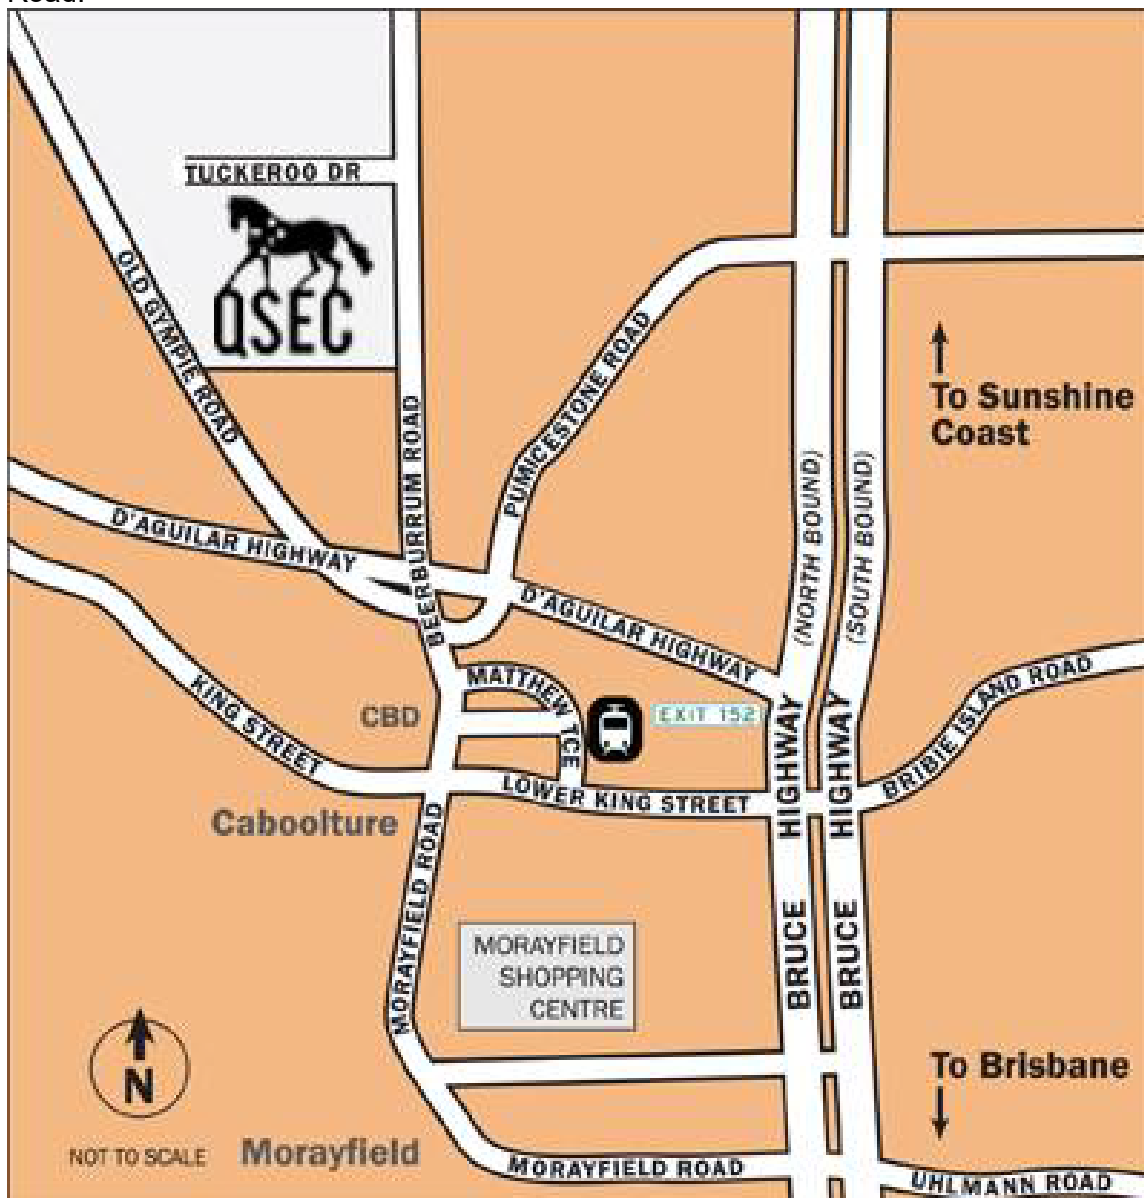 Road.
TUCKEROO DR
QSEC
OLD GYMPIE ROAD
BEERBURRUM ROAD
PUMICESTONE ROAD
To Sunshine
Coast
(NORTH BOUND)
(SOUTH BOUND)
D'AGUILAR HIGHWAY
D'AGUILAR HIGHWAY
MATTHEW TCE
CBD
EXIT 152
KING STREET
LOWER KING STREET
BRIBIE ISLAND ROAD
Caboolture
BRUCE HIGHWAY
BRUCE HIGHWAY
MORAYFIELD ROAD
MORAYFIELD
SHOPPING
CENTRE
N
NOT TO SCALE
To Brisbane
Morayfield
MORAYFIELD ROAD
UHLMANN ROAD